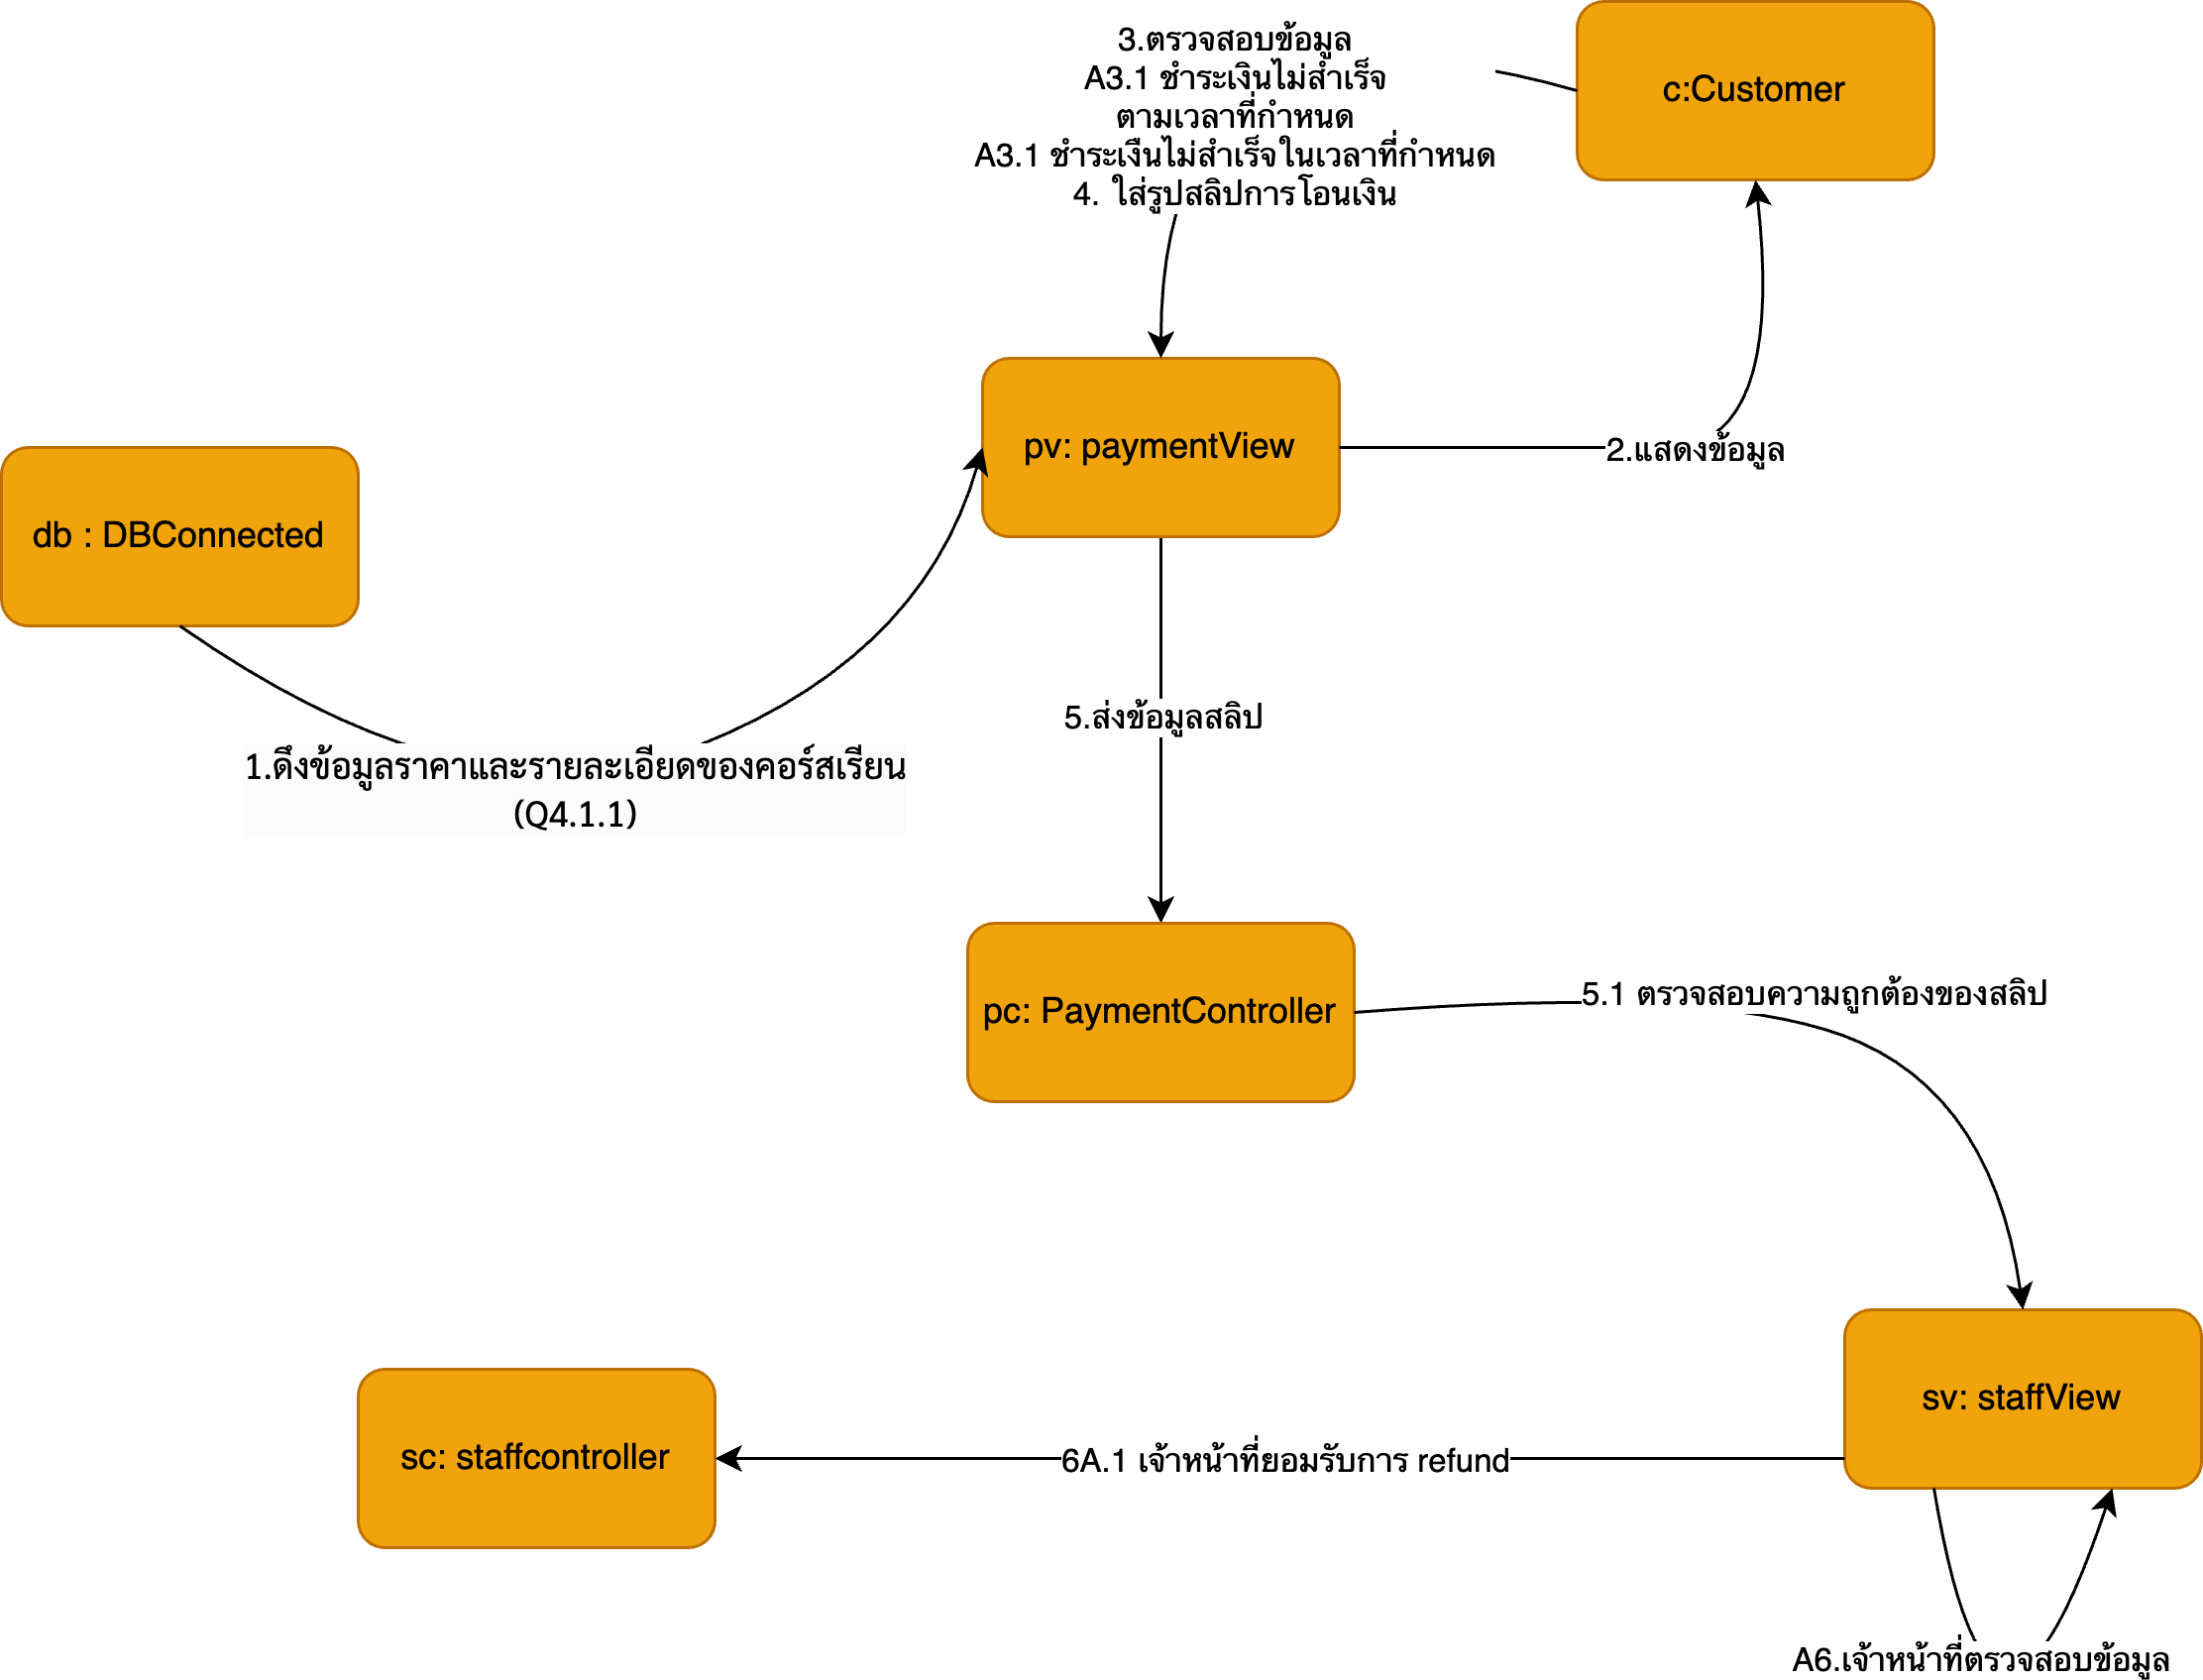 3.ตรวจสอบข้อมูล
A3.1 ชำระเงินไม่สำเร็จ
ตามเวลาที่กำหนด
A3.1 ชำระเงืนไม่สำเร็จในเวลาที่กำหนด
4. ใส่รูปสลิปการโอนเงิน
c:Customer
pv: paymentView
2.แสดงข้อมูล
db : DBConnected
5.ส่งข้อมูลสลิป
1.ดึงข้อมูลราคาและรายละเอียดของคอร์สเรียน
(Q4.1.1)
pc: PaymentController
5.1 ตรวจสอบความถูกต้องของสลิป
sv: staffView
sc: staffcontroller
6A.1 เจ้าหน้าที่ยอมรับการ refund
A6.เจ้าหน้าที่ตรวจสอบข้อมูล